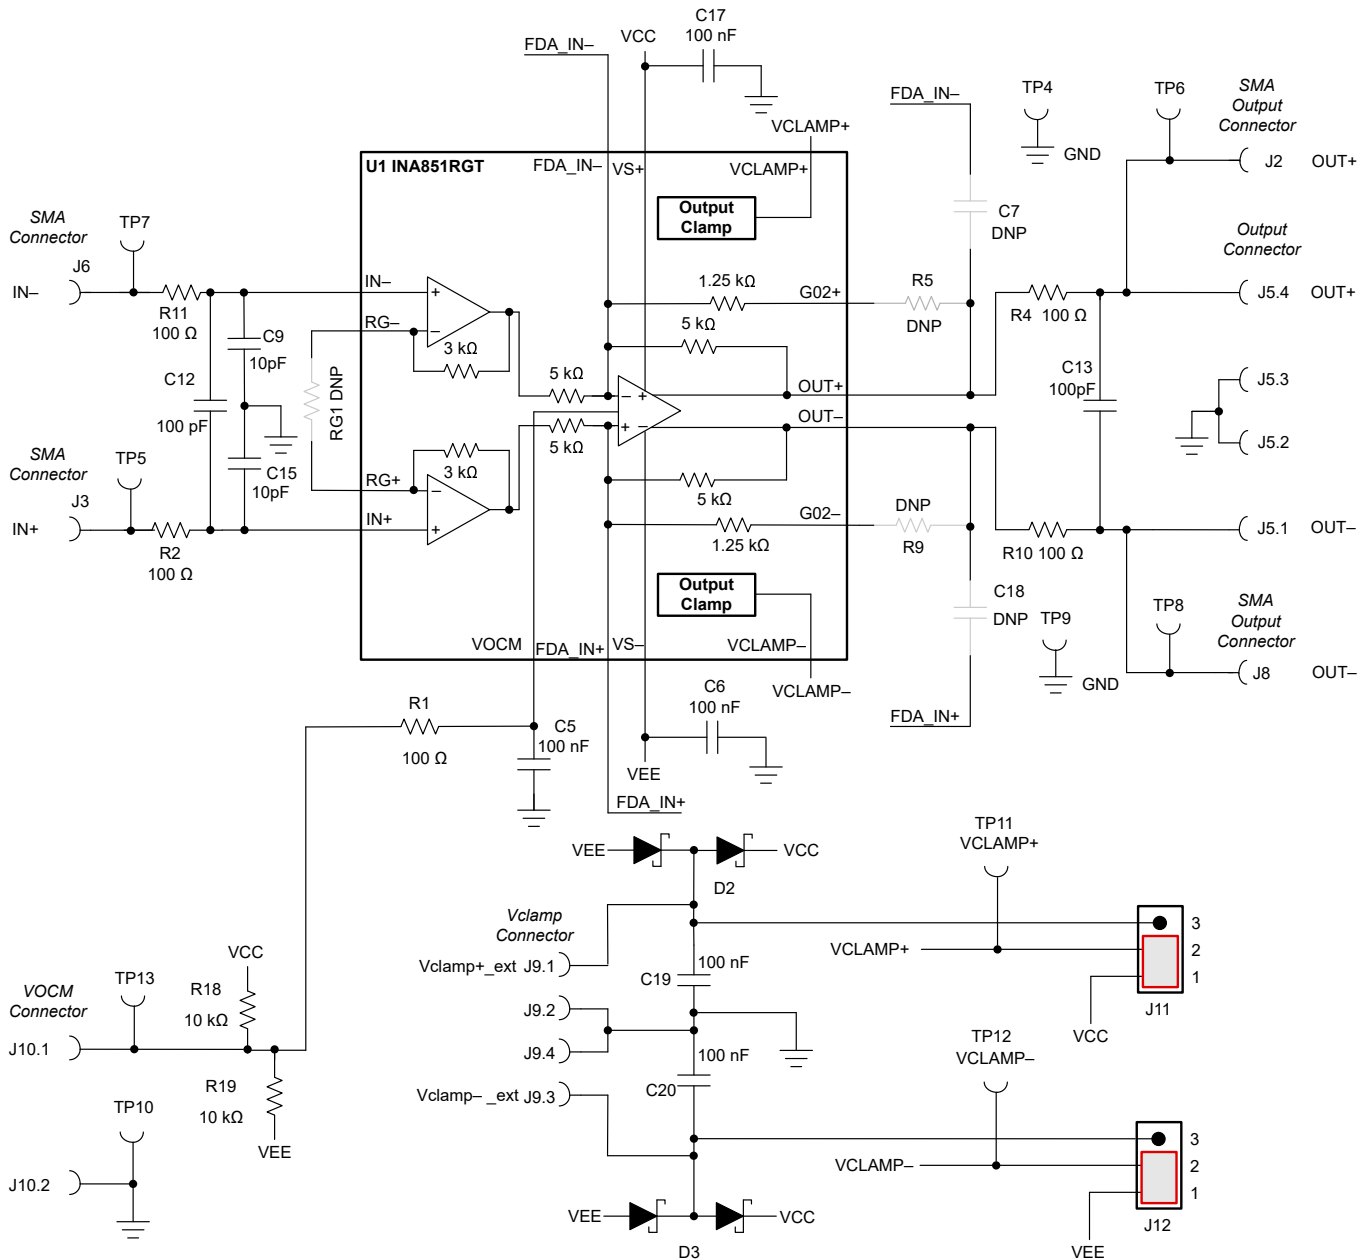 C17
100 nF
FDA_IN–
VCC
FDA_IN–
TP4
GND
TP6
SMA
Output
Connector
J2
OUT+
VCLAMP+
U1 INA851RGT
FDA_IN–
VS+
VCLAMP+
Output
Clamp
C7
DNP
SMA
Connector
TP7
J6
IN–
R11
100 Ω
IN–
RG–
3 kΩ
1.25 kΩ
G02+
R5
DNP
5 kΩ
Output
Connector
J5.4
OUT+
R4
100 Ω
C9
10pF
C12
100 pF
RG1 DNP
5 kΩ
OUT+
OUT–
C13
100pF
J5.3
J5.2
5 kΩ
SMA
Connector
TP5
J3
IN+
R2
100 Ω
C15
10pF
RG+
3 kΩ
IN+
5 kΩ
1.25 kΩ
G02–
DNP
R9
R10
100 Ω
J5.1
OUT–
Output
Clamp
C18
DNP
TP9
GND
TP8
SMA
Output
Connector
J8
OUT–
VOCM
FDA_IN+
VS–
VCLAMP–
VCLAMP–
R1
100 Ω
C5
100 nF
C6
100 nF
VEE
FDA_IN+
FDA_IN+
VEE
VCC
D2
TP11
VCLAMP+
Vclamp
Connector
Vclamp+_ext
J9.1
100 nF
C19
VCLAMP+
3
2
1
J11
VCC
J9.2
J9.4
100 nF
C20
Vclamp– _ext
J9.3
TP12
VCLAMP–
VCLAMP–
3
2
1
J12
VEE
VEE
VCC
D3
VOCM
Connector
TP13
J10.1
VCC
R18
10 kΩ
R19
10 kΩ
VEE
TP10
J10.2